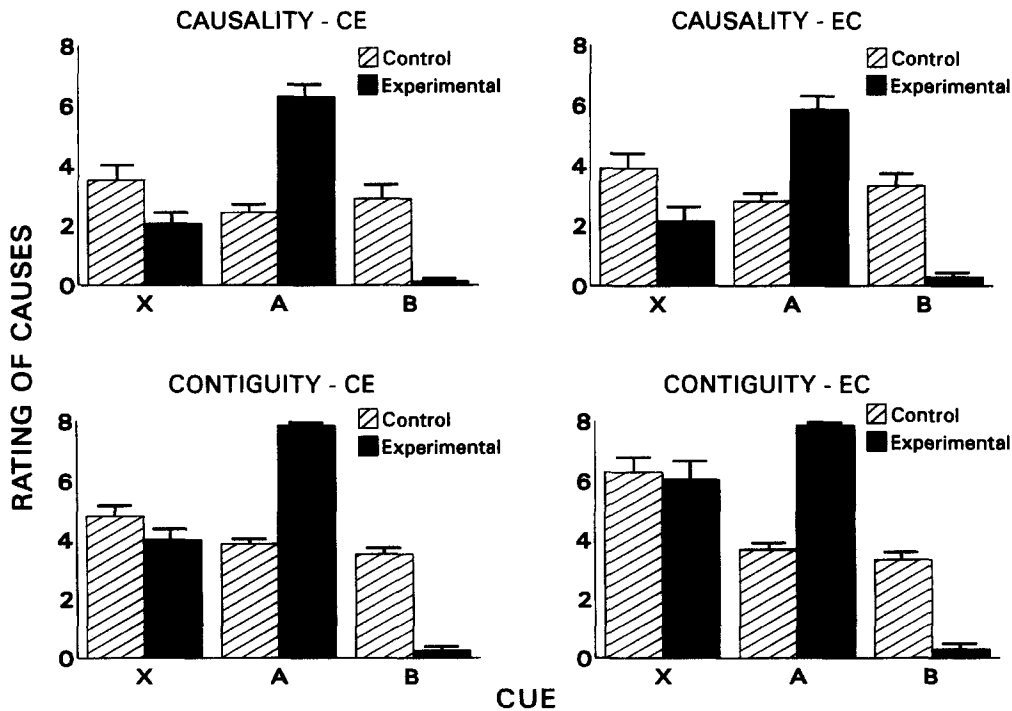 RATING OF CAUSES
CAUSALITY - CE
Control
Experimental
8
6
4
2
0
X A B
CAUSALITY - EC
Control
Experimental
8
6
4
2
0
X A B
CONTIGUITY - CE
Control
Experimental
8
6
4
2
0
X A B
CONTIGUITY - EC
Control
Experimental
8
6
4
2
0
X A B
CUE